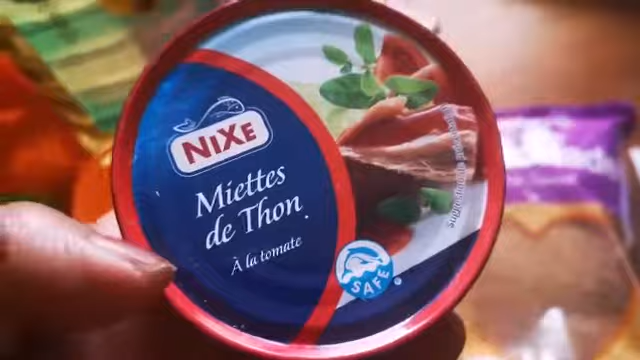 NIXE
Miettes
de Thon.
À la tomate
SAFE